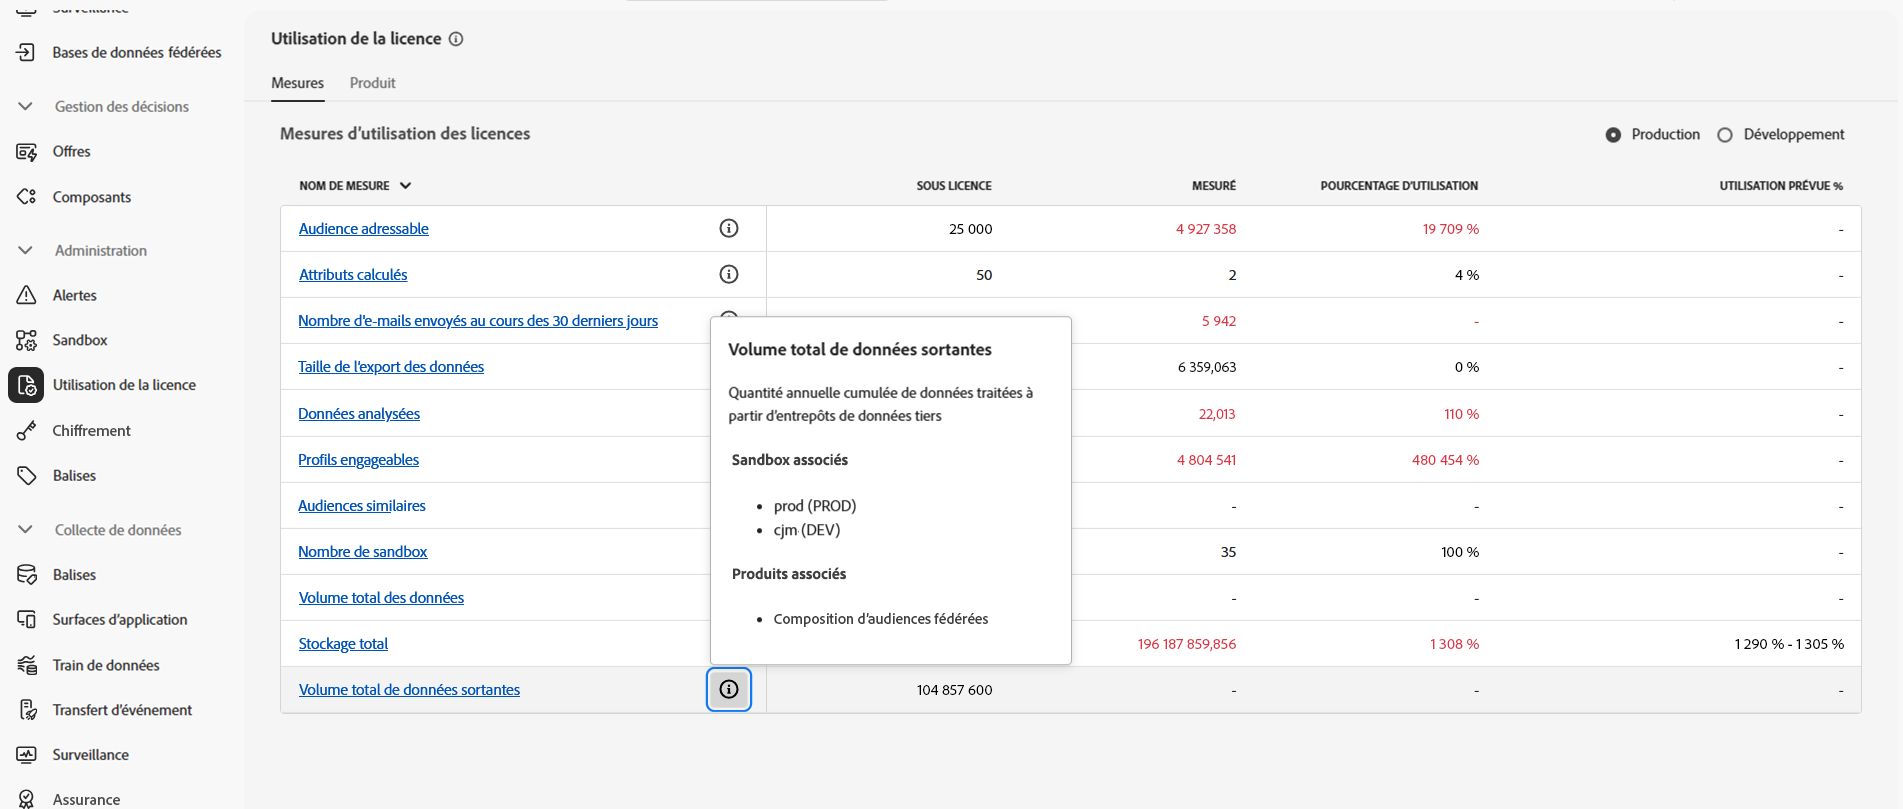 Surveillance
Bases de données fédérées
Gestion des décisions
Offres
Composants
Administration
Alertes
Sandbox
Utilisation de la licence
Chiffrement
Balises
Collecte de données
Balises
Surfaces d'application
Train de données
Transfert d'événement
Surveillance
Assurance
Utilisation de la licence
Mesures Produit
Mesures d'utilisation des licences
Production Développement
NOM DE MESURE SOUS LICENCE MESURÉ POURCENTAGE D'UTILISATION UTILISATION PRÉVUE %
Audience adressable 25 000 4 927 358 19 709 % -
Attributs calculés 50 2 4 % -
Nombre d'e-mails envoyés au cours des 30 derniers jours 5 942 - -
Taille de l'export des données 6 359,063 0 % -
Données analysées 22,013 110 % -
Profils engageables 4 804 541 480 454 % -
Audiences similaires - - -
Nombre de sandbox 35 100 % -
Volume total des données - - -
Stockage total 196 187 859,856 1 308 % 1 290 % - 1 305 %
Volume total de données sortantes 104 857 600 - - -
Volume total de données sortantes
Quantité annuelle cumulée de données traitées à
partir d'entrepôts de données tiers
Sandbox associés
• prod (PROD)
• cjm (DEV)
Produits associés
• Composition d'audiences fédérées